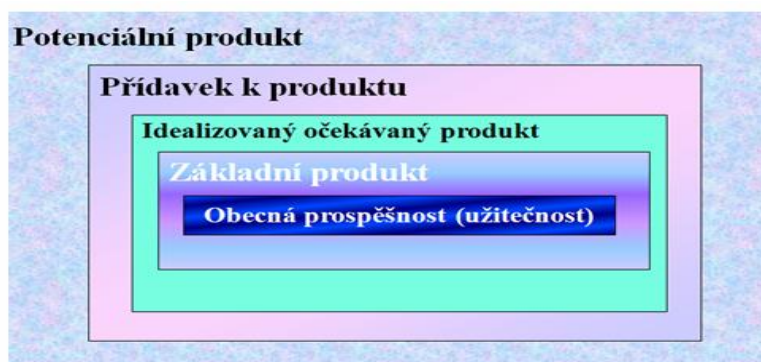 Potenciální produkt
Přídavek k produktu
Idealizovaný očekávaný produkt
Základní produkt
Obecná prospěšnost (užitečnost)